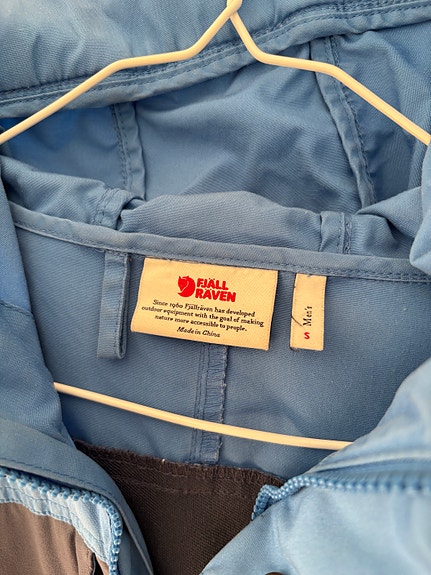 FJÄLL
RÄVEN
Since 1960 Fjällräven has developed
outdoor equipment with the goal of making
nature more accessible to people.
Made in China
Men's
S